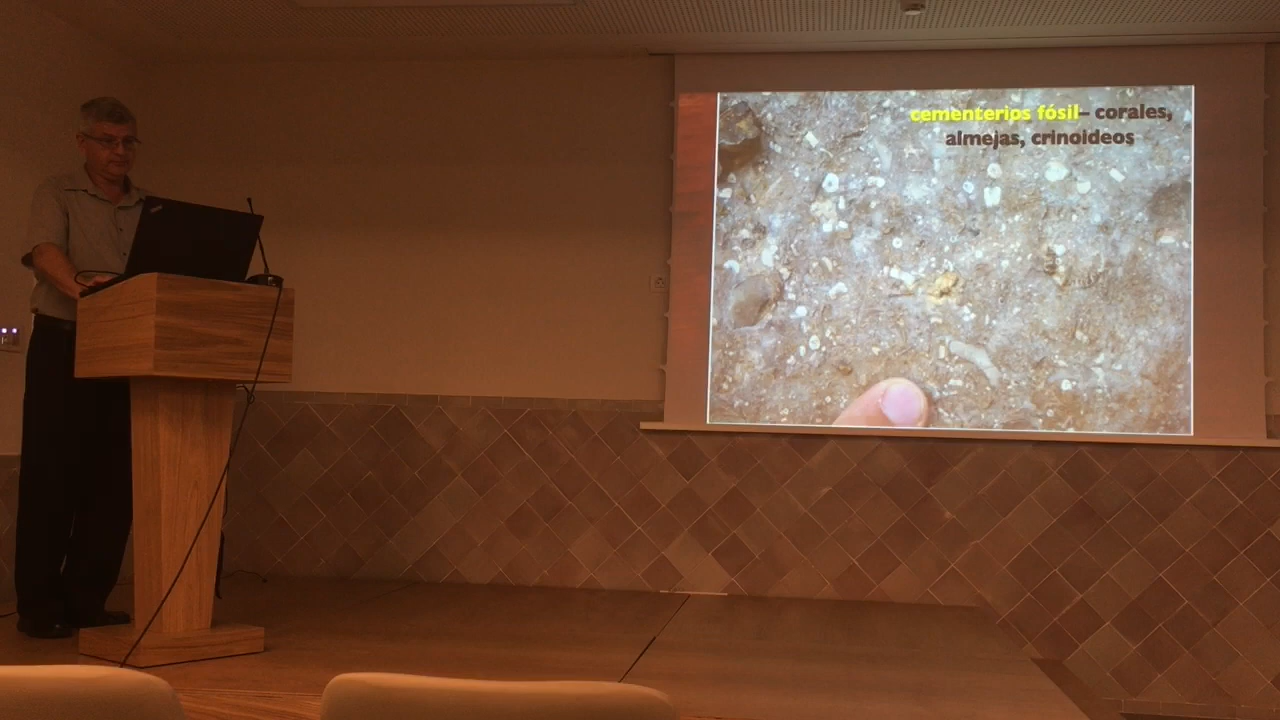 cementerios fósil– corales,
almejas, crinoideos